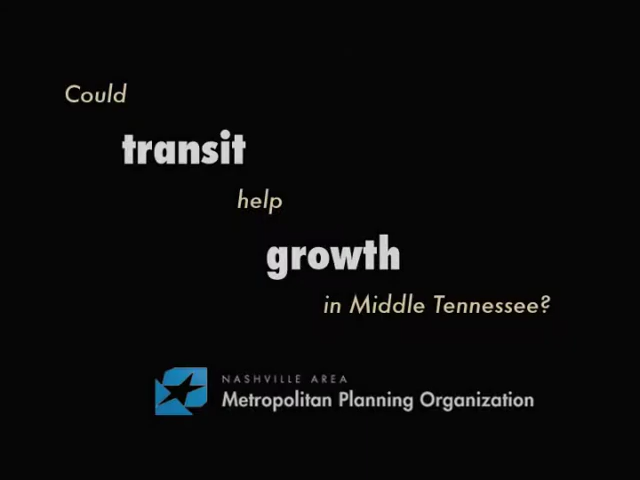 Could
transit
help
growth
in Middle Tennessee?
NASHVILLE AREA
Metropolitan Planning Organization